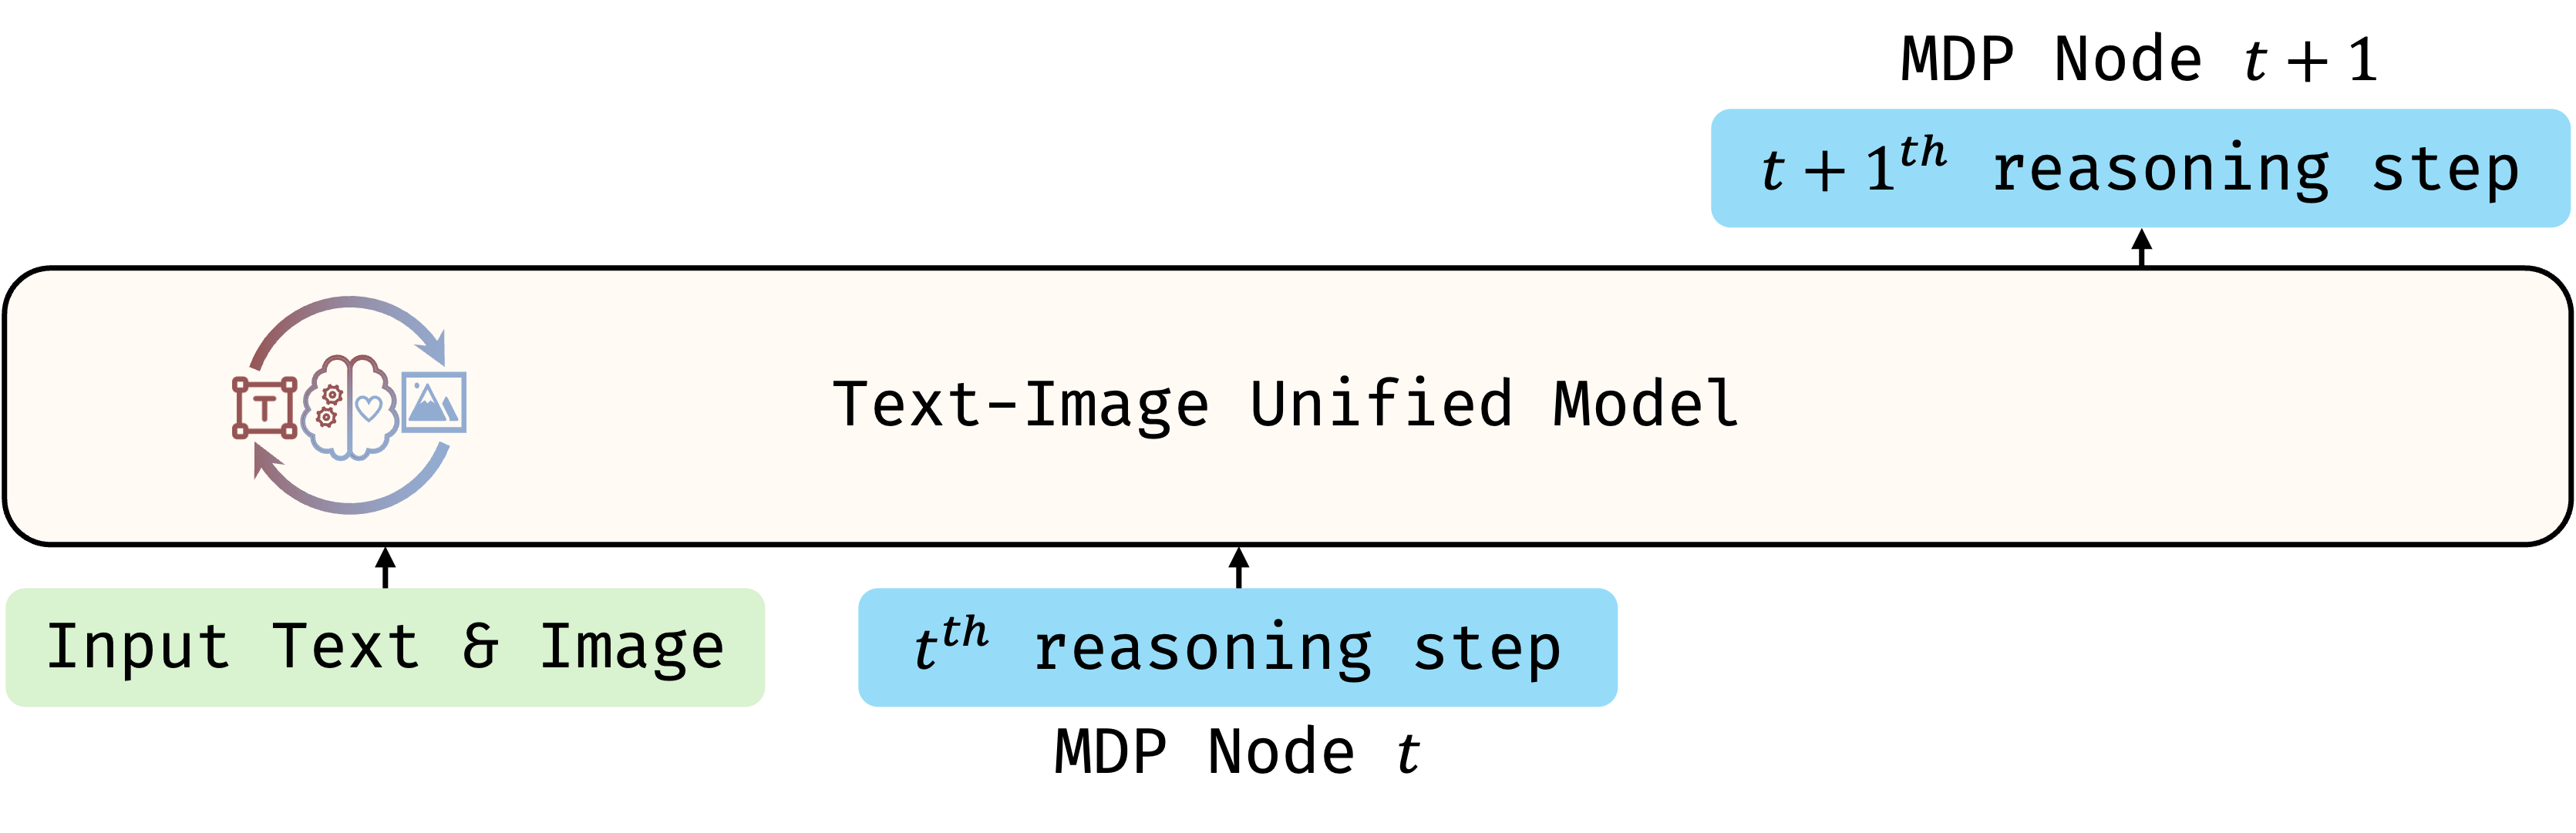 MDP Node t + 1
t + 1^th reasoning step
T
Text-Image Unified Model
Input Text & Image
t^th reasoning step
MDP Node t